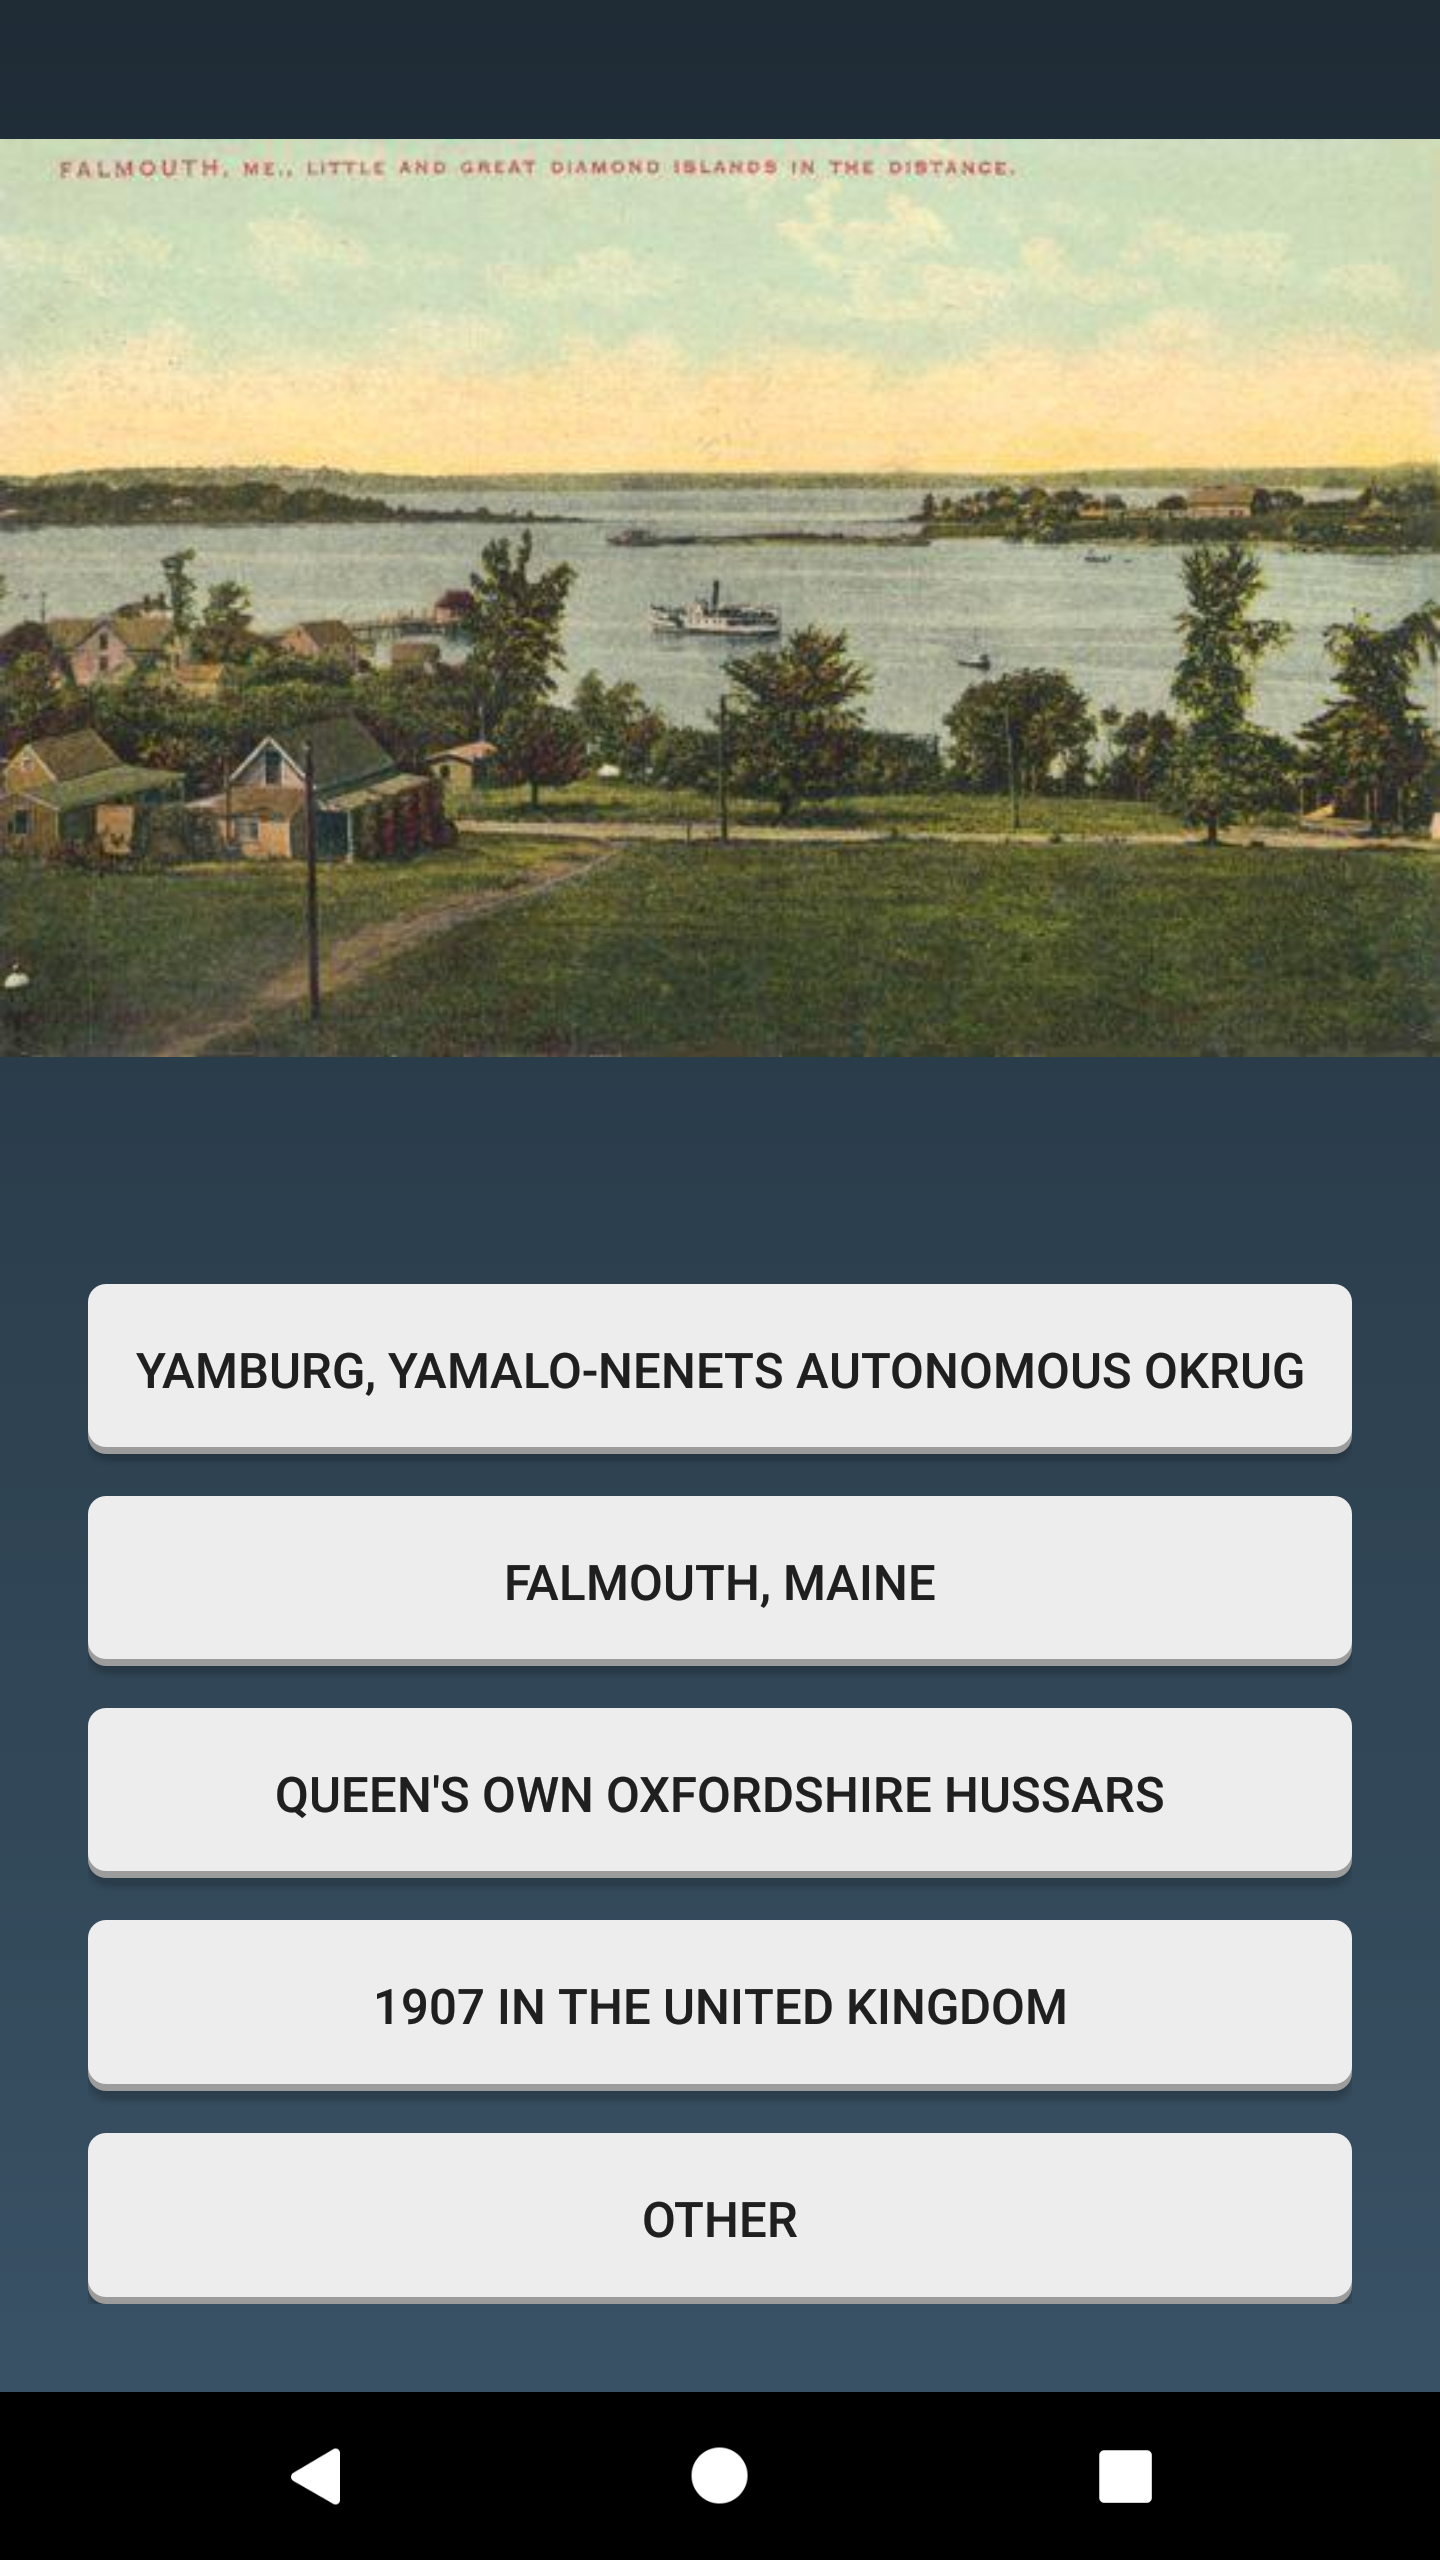 FALMOUTH, ME., LITTLE AND GREAT DIAMOND ISLANDS IN THE DISTANCE.
YAMBURG, YAMALO-NENETS AUTONOMOUS OKRUG
FALMOUTH, MAINE
QUEEN'S OWN OXFORDSHIRE HUSSARS
1907 IN THE UNITED KINGDOM
OTHER